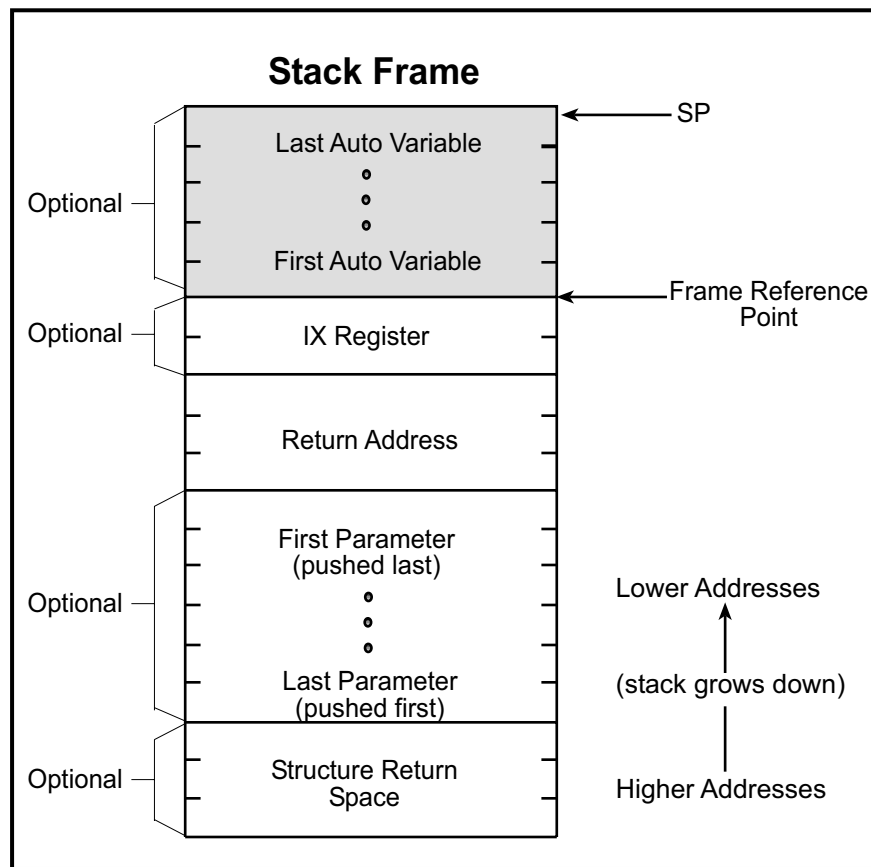 Stack Frame
SP
Last Auto Variable
Optional
First Auto Variable
Frame Reference
Point
Optional
IX Register
Return Address
First Parameter
(pushed last)
Optional
Lower Addresses
(stack grows down)
Last Parameter
(pushed first)
Optional
Structure Return
Space
Higher Addresses